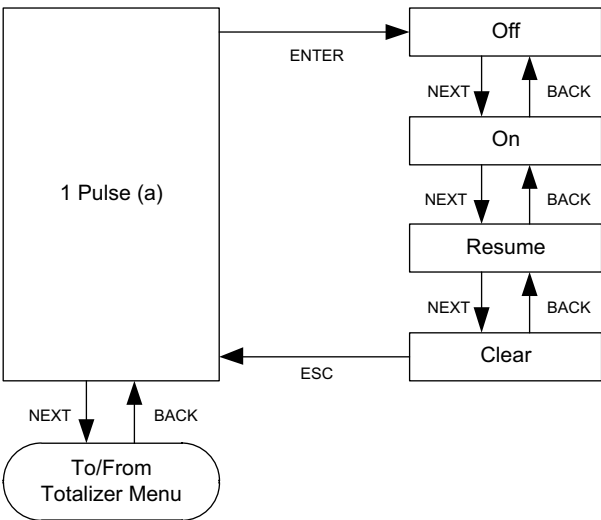 Off
ENTER
NEXT
BACK
On
1 Pulse (a)
NEXT
BACK
Resume
NEXT
BACK
Clear
ESC
NEXT
BACK
To/From
Totalizer Menu